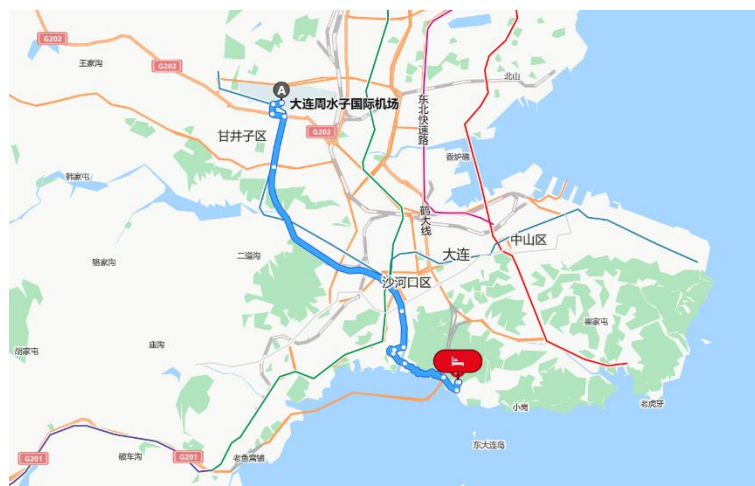 G202
王家沟
G202
A
大连周水子国际机场
北山
东北快速路
G202
甘井子区
香炉礁
韩家屯
鹤大线
中山区
大连
二道沟
骆家沟
沙河口区
崔家屯
庙沟
胡家屯
小岗
老虎牙
东大连岛
G201
破车沟
G201
老鱼窝铺